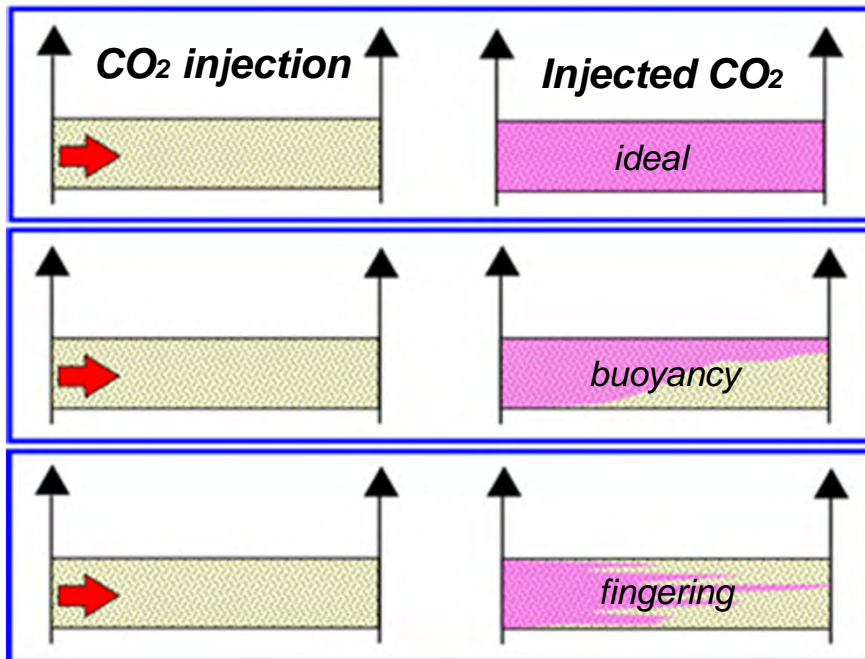 CO₂ injection
Injected CO₂
ideal
buoyancy
fingering